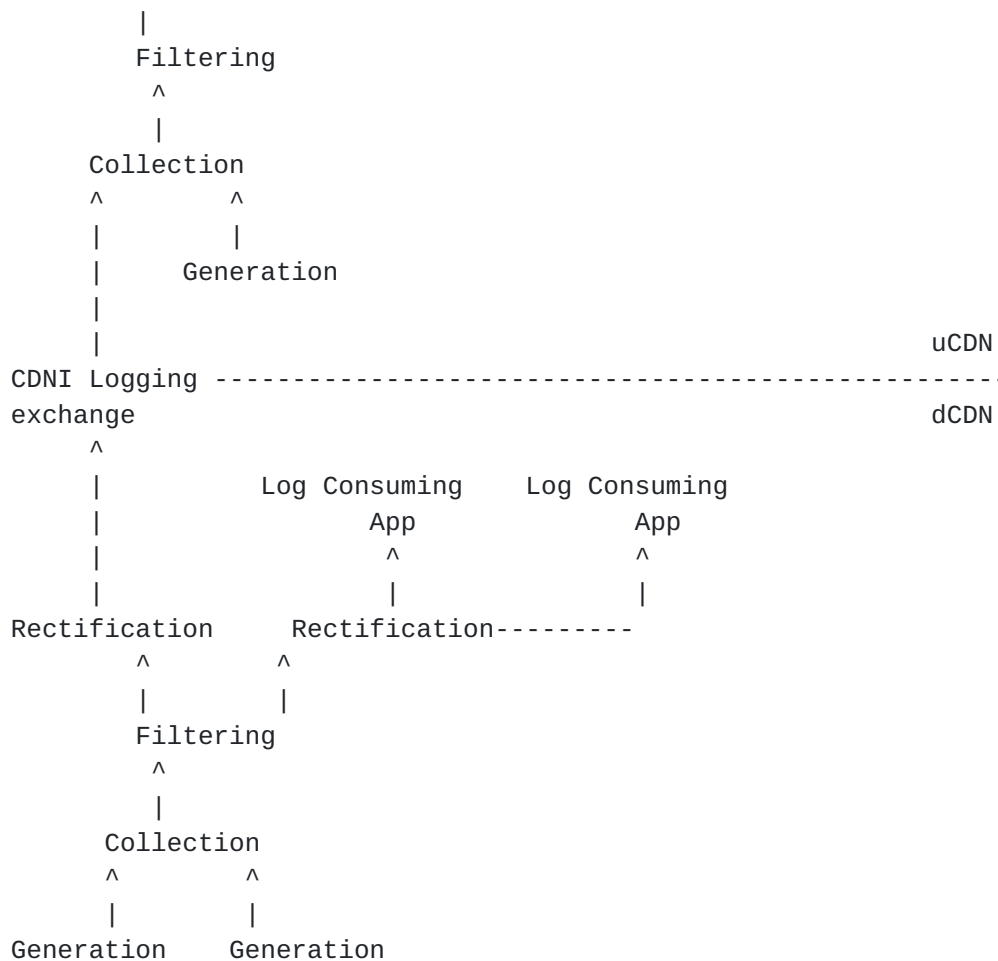 |
        Filtering
         ^
         |
     Collection
     ^        ^
     |        |
     |     Generation
     |
     |                                                     uCDN
CDNI Logging ---------------------------------------------------
exchange                                                   dCDN
     ^
     |          Log Consuming    Log Consuming
     |                 App              App
     |                  ^               ^
     |                  |               |
Rectification     Rectification---------
        ^        ^
        |        |
        Filtering
         ^
         |
      Collection
      ^        ^
      |        |
Generation    Generation